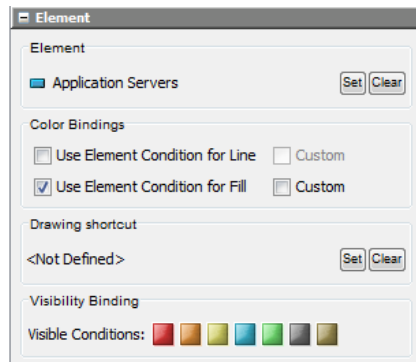 Element
Element
Application Servers Set Clear
Color Bindings
Use Element Condition for Line Custom
Use Element Condition for Fill Custom
Drawing shortcut
<Not Defined> Set Clear
Visibility Binding
Visible Conditions: